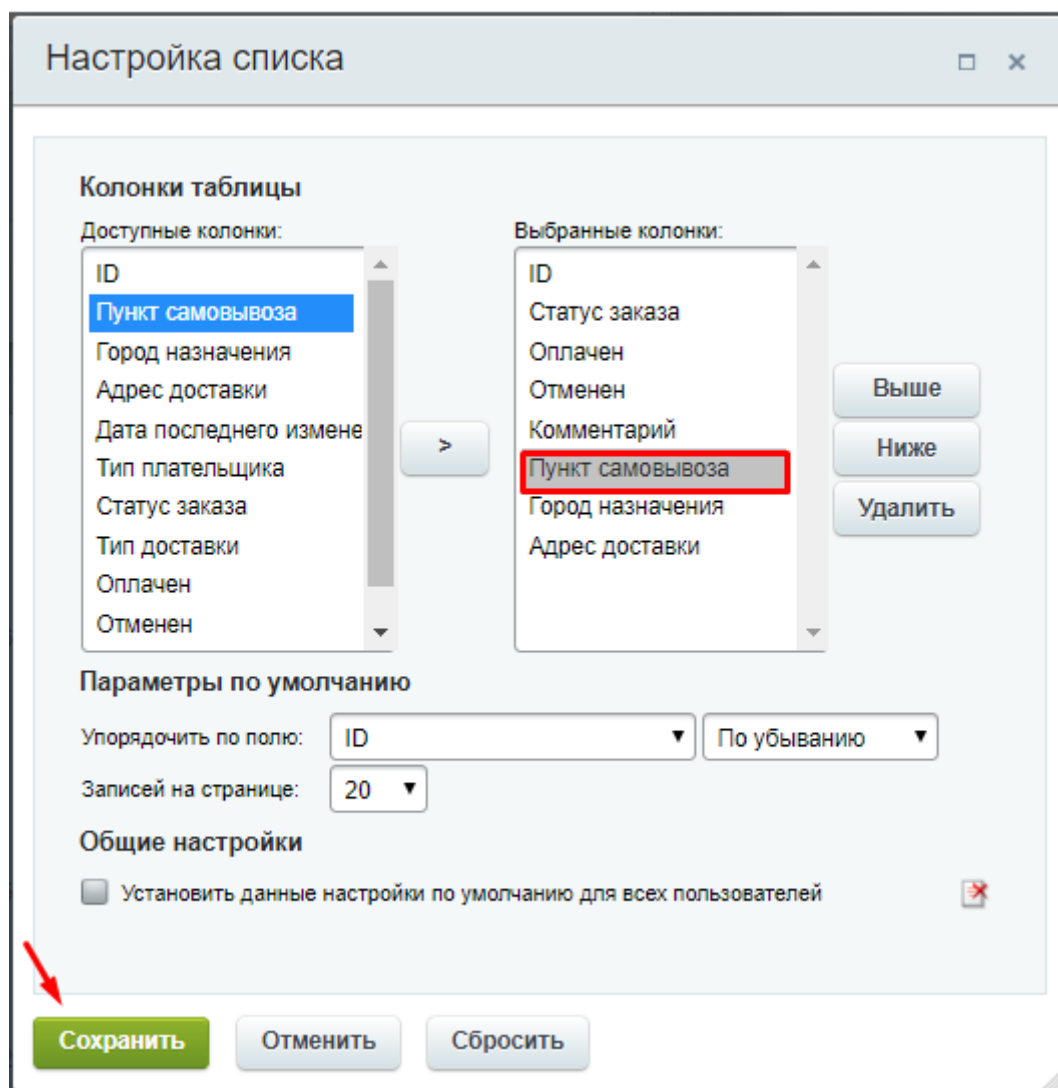 Настройка списка
Колонки таблицы
Доступные колонки:
ID
Пункт самовывоза
Город назначения
Адрес доставки
Дата последнего измене
Тип плательщика
Статус заказа
Тип доставки
Оплачен
Отменен
>
Выбранные колонки:
ID
Статус заказа
Оплачен
Отменен
Комментарий
Пункт самовывоза
Город назначения
Адрес доставки
Выше
Ниже
Удалить
Параметры по умолчанию
Упорядочить по полю: ID По убыванию
Записей на странице: 20
Общие настройки
Установить данные настройки по умолчанию для всех пользователей
Сохранить Отменить Сбросить